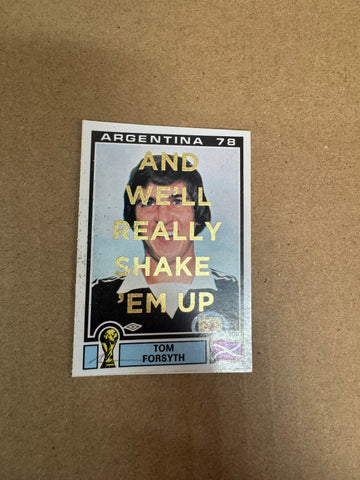 ARGENTINA 78
AND
WE'LL
REALLY
SHAKE
'EM UP
TOM
FORSYTH